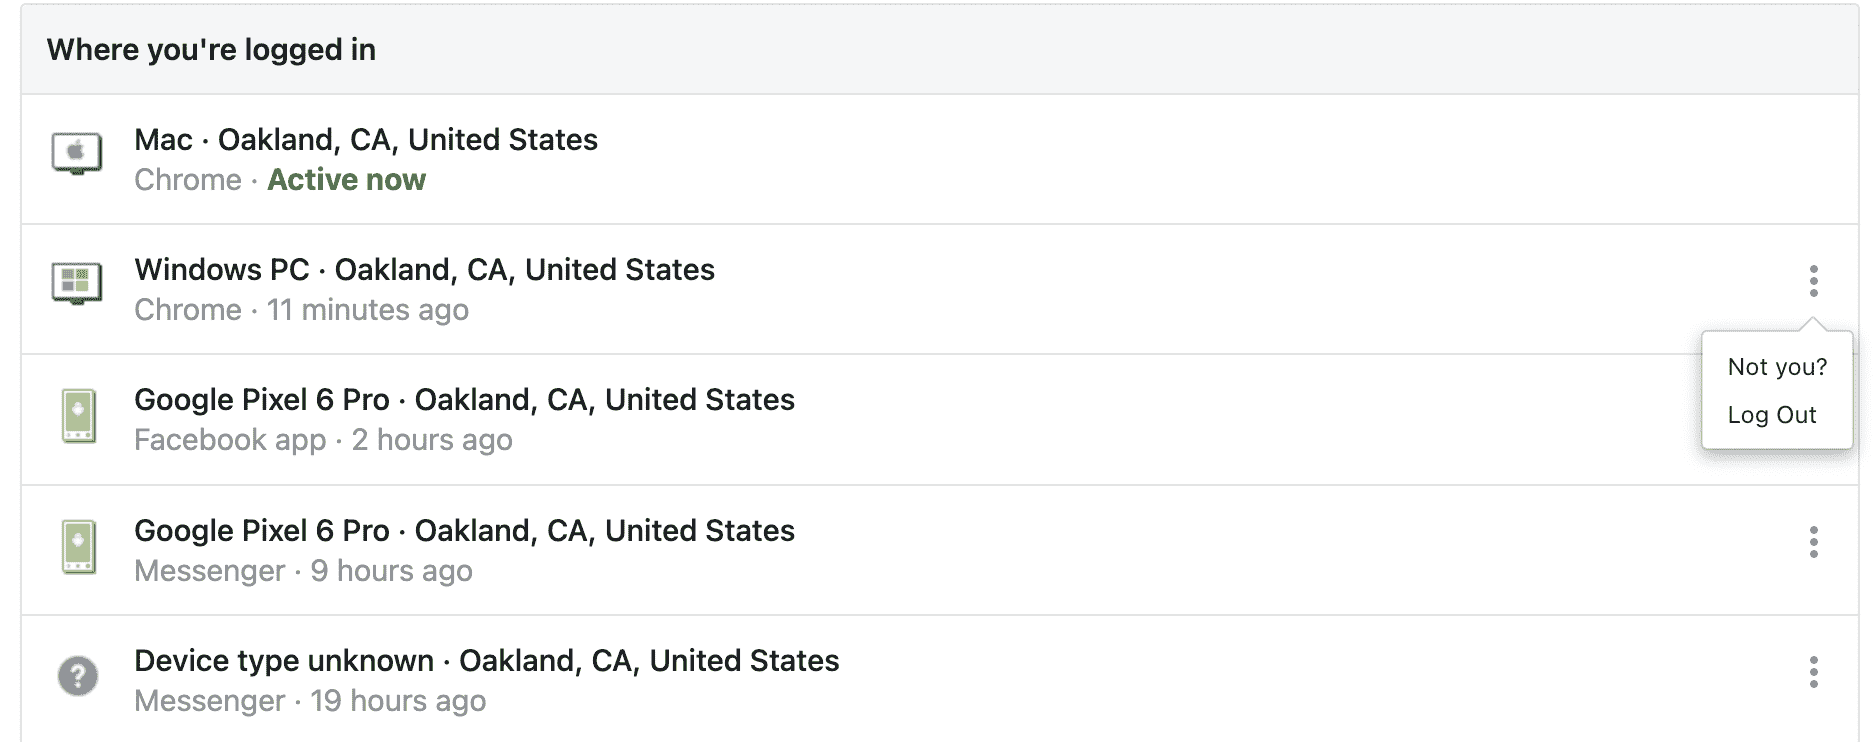 Where you're logged in
Mac · Oakland, CA, United States
Chrome · Active now
Windows PC · Oakland, CA, United States
Chrome · 11 minutes ago
Not you?
Log Out
Google Pixel 6 Pro · Oakland, CA, United States
Facebook app · 2 hours ago
Google Pixel 6 Pro · Oakland, CA, United States
Messenger · 9 hours ago
?
Device type unknown · Oakland, CA, United States
Messenger · 19 hours ago